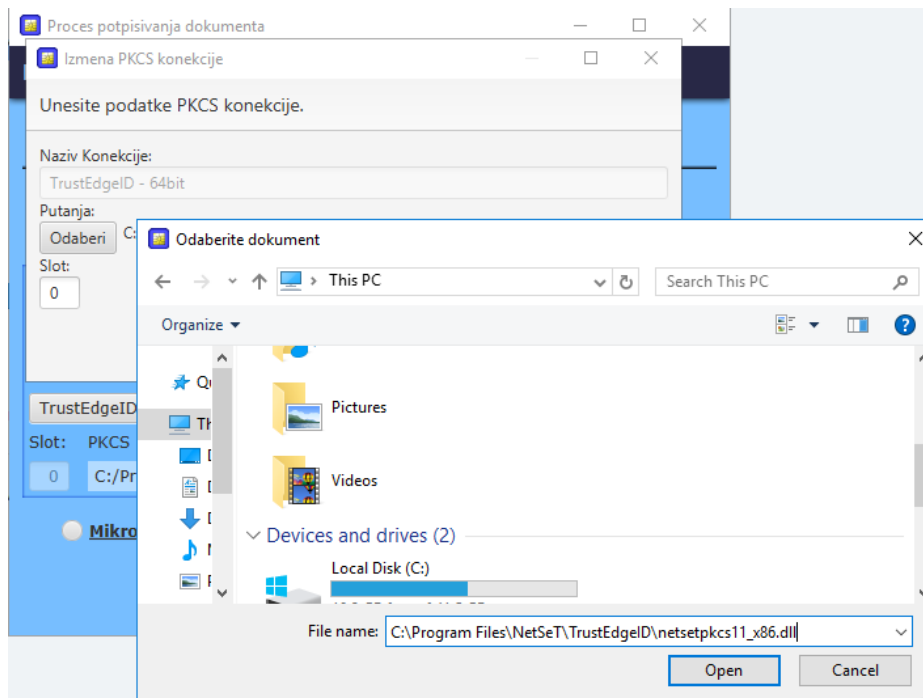 Proces potpisivanja dokumenta
Izmena PKCS konekcije
Unesite podatke PKCS konekcije.
Naziv Konekcije:
TrustEdgeID - 64bit
Putanja:
Odaberi C:
Slot:
0
TrustEdgeID
Slot: PKCS
0 C:/Pr
Mikro
Odaberite dokument
This PC
Search This PC
Organize
Pictures
Videos
Devices and drives (2)
Local Disk (C:)
File name: C:\Program Files\NetSeT\TrustEdgeID\netsetpkcs11_x86.dll
Open Cancel